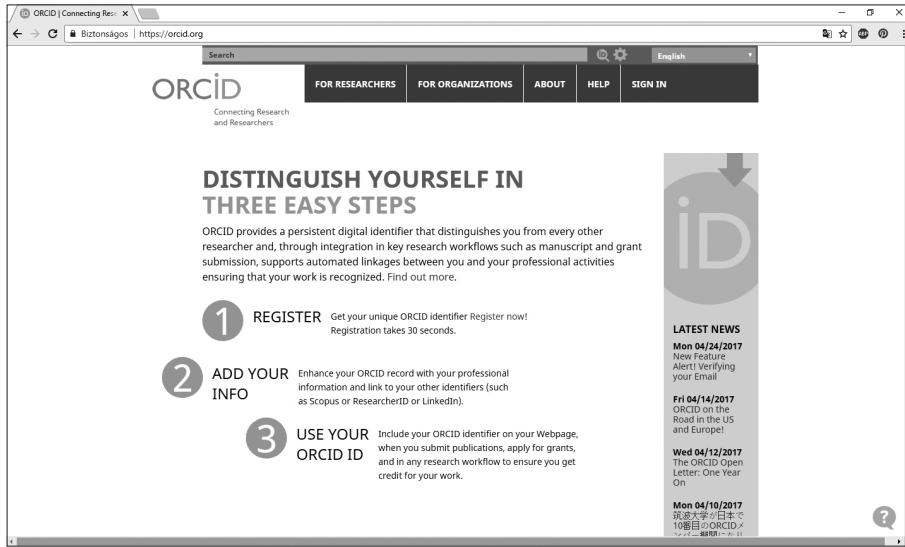 ORCID | Connecting Rese
Biztonságos | https://orcid.org
Search
English
FOR RESEARCHERS FOR ORGANIZATIONS ABOUT HELP SIGN IN
ORCiD
Connecting Research
and Researchers
DISTINGUISH YOURSELF IN
THREE EASY STEPS
ORCID provides a persistent digital identifier that distinguishes you from every other
researcher and, through integration in key research workflows such as manuscript and grant
submission, supports automated linkages between you and your professional activities
ensuring that your work is recognized. Find out more.
1 REGISTER Get your unique ORCID identifier Register now!
Registration takes 30 seconds.
2 ADD YOUR INFO
Enhance your ORCID record with your professional
information and link to your other identifiers (such
as Scopus or ResearcherID or LinkedIn).
3 USE YOUR ORCID ID
Include your ORCID identifier on your Webpage,
when you submit publications, apply for grants,
and in any research workflow to ensure you get
credit for your work.
iD
LATEST NEWS
Mon 04/24/2017
New Feature
Alert! Verifying
your Email
Fri 04/14/2017
ORCID on the
Road in the US
and Europe!
Wed 04/12/2017
The ORCID Open
Letter: One Year
On
Mon 04/10/2017
筑波大学が日本で
10番目のORCIDメ
?